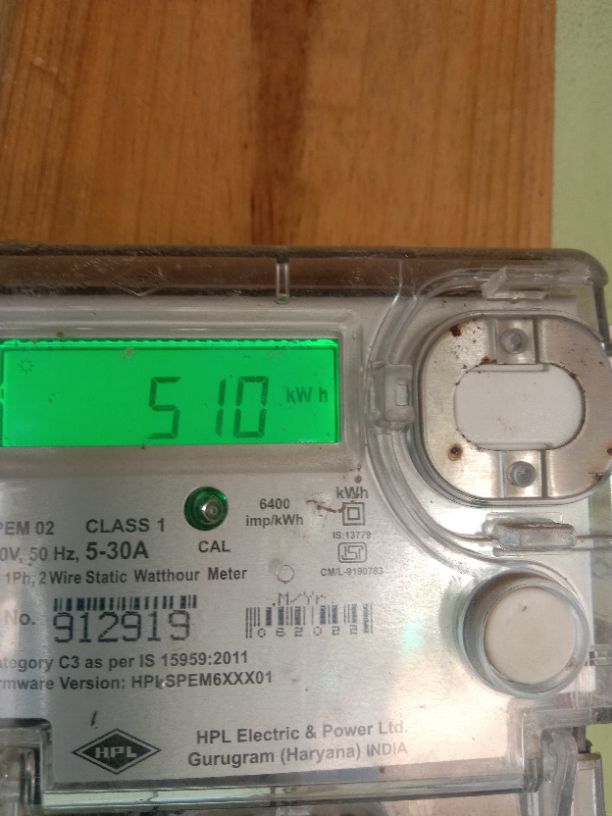 510 kWh
6400
imp/kWh
kWh
PEM 02 CLASS 1
CAL
IS:13779
0V, 50 Hz, 5-30A
CM/L-9190783
1Ph, 2 Wire Static Watthour Meter
M/Yr.
No. 912919
062022
ategory C3 as per IS 15959:2011
rmware Version: HPLSPEM6XXX01
HPL
HPL Electric & Power Ltd.
Gurugram (Haryana) INDIA